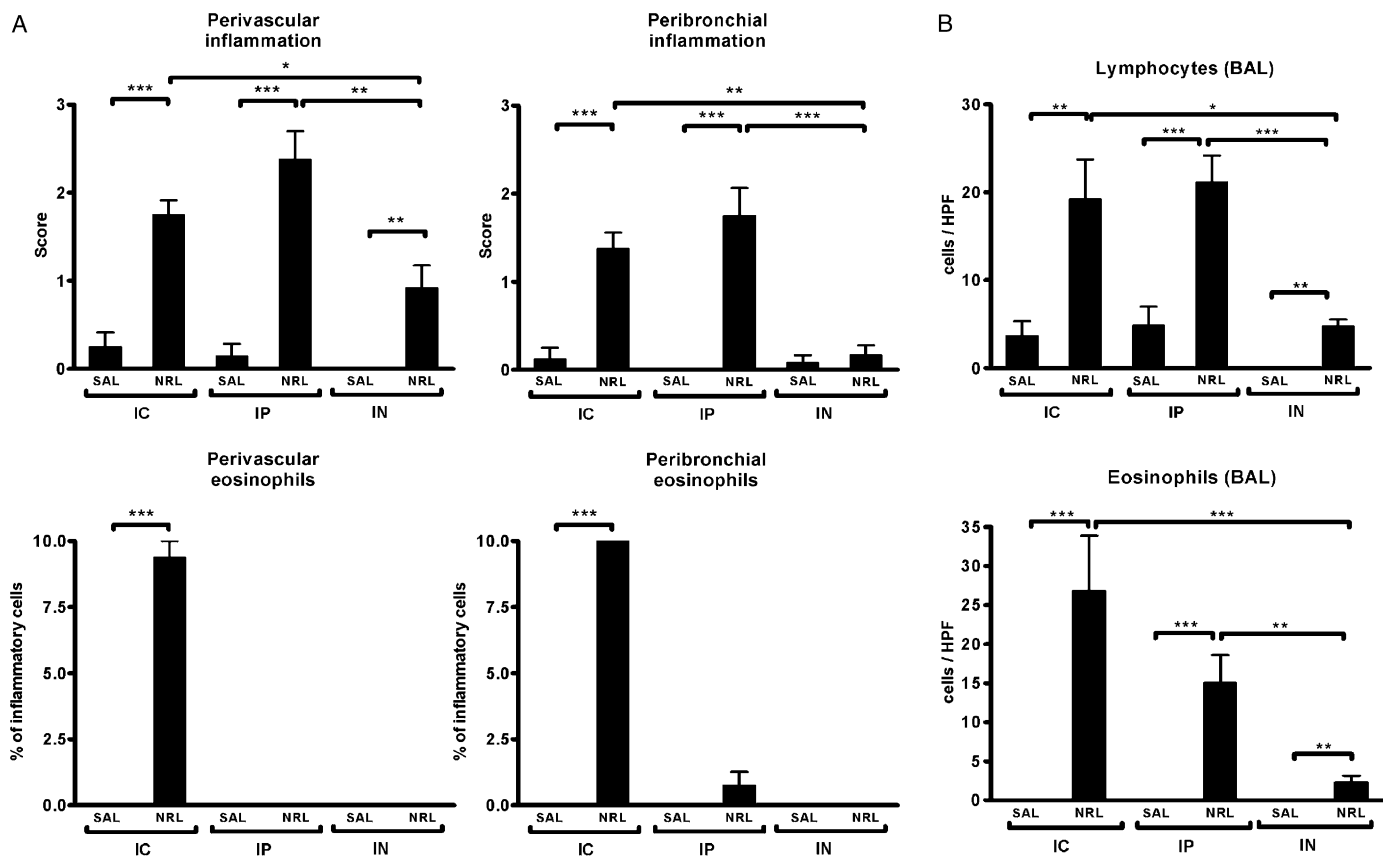 A
Perivascular
inflammation
*
***
***
**
**
3
2
1
0
Score
SAL
NRL
SAL
NRL
SAL
NRL
IC
IP
IN
Peribronchial
inflammation
**
***
***
***
3
2
1
0
Score
SAL
NRL
SAL
NRL
SAL
NRL
IC
IP
IN
B
Lymphocytes (BAL)
**
*
***
***
**
30
20
10
0
cells / HPF
SAL
NRL
SAL
NRL
SAL
NRL
IC
IP
IN
Perivascular
eosinophils
***
10.0
7.5
5.0
2.5
0.0
% of inflammatory cells
SAL
NRL
SAL
NRL
SAL
NRL
IC
IP
IN
Peribronchial
eosinophils
***
10.0
7.5
5.0
2.5
0.0
% of inflammatory cells
SAL
NRL
SAL
NRL
SAL
NRL
IC
IP
IN
Eosinophils (BAL)
***
***
***
**
**
35
30
25
20
15
10
5
0
cells / HPF
SAL
NRL
SAL
NRL
SAL
NRL
IC
IP
IN